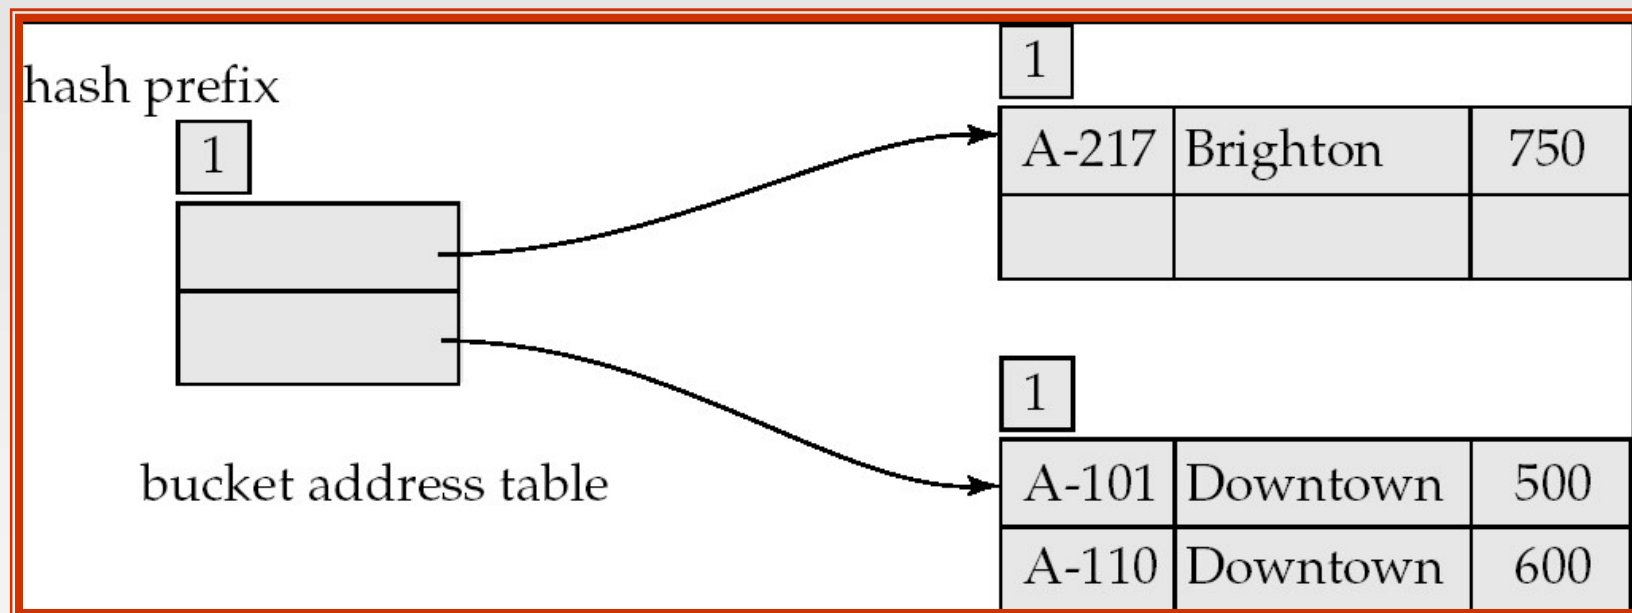 hash prefix
1
bucket address table
1
A-217 Brighton 750
1
A-101 Downtown 500
A-110 Downtown 600